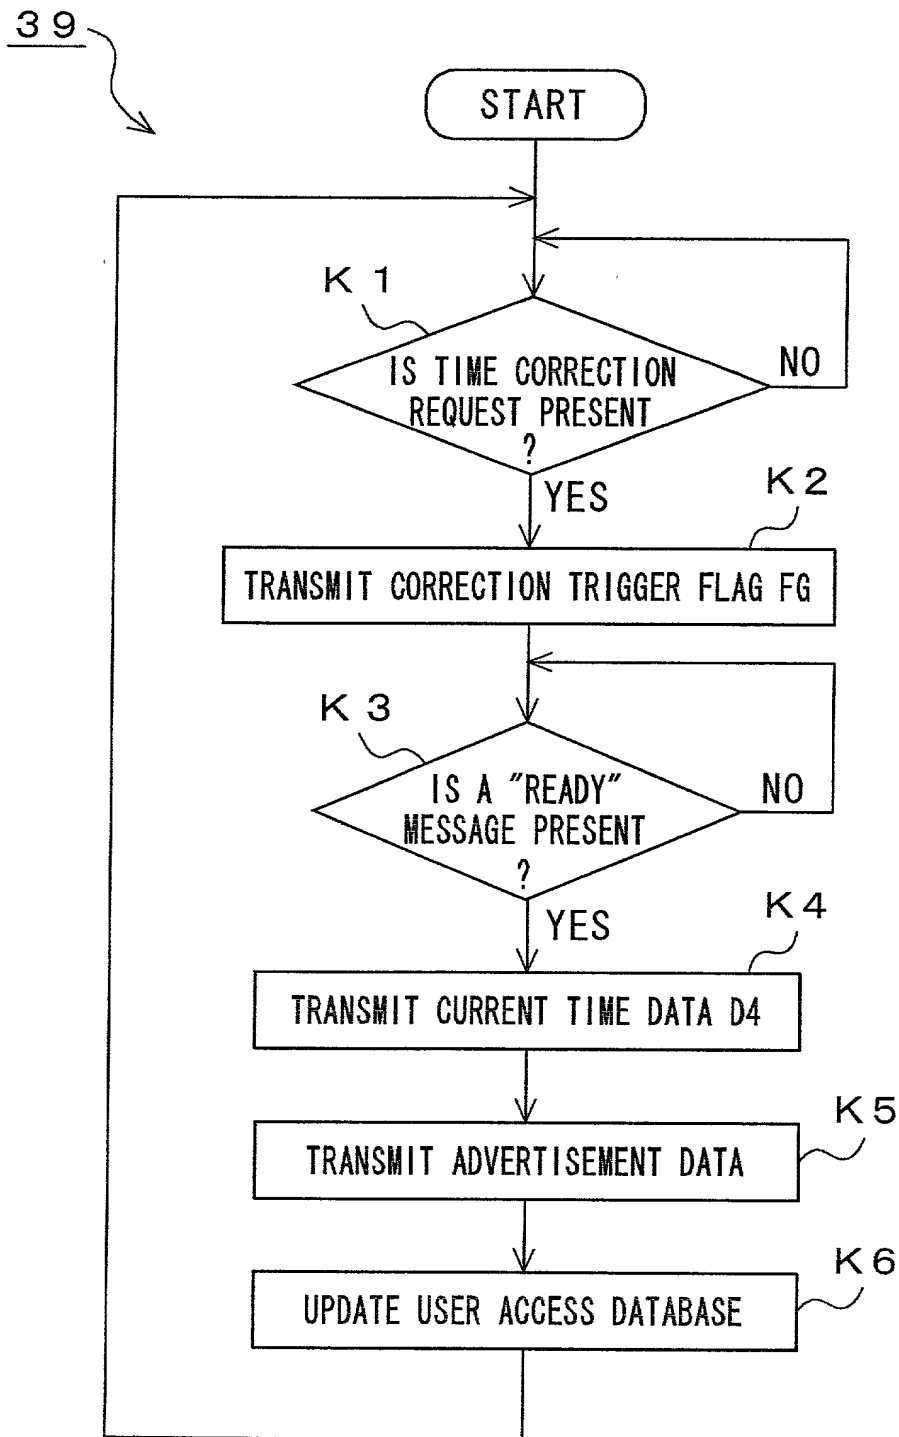 39
START
K1
IS TIME CORRECTION
REQUEST PRESENT
?
NO
YES
K2
TRANSMIT CORRECTION TRIGGER FLAG FG
K3
IS A "READY"
MESSAGE PRESENT
?
NO
YES
K4
TRANSMIT CURRENT TIME DATA D4
K5
TRANSMIT ADVERTISEMENT DATA
K6
UPDATE USER ACCESS DATABASE